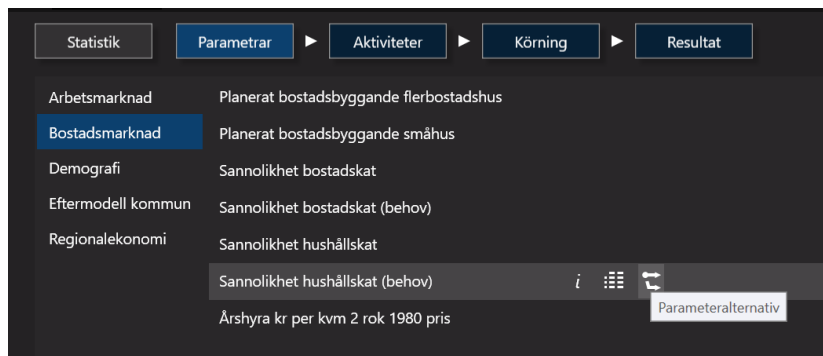 Statistik Parametrar Aktiviteter Körning Resultat
Arbetsmarknad
Bostadsmarknad
Demografi
Eftermodell kommun
Regionalekonomi
Planerat bostadsbyggande flerbostadshus
Planerat bostadsbyggande småhus
Sannolikhet bostadskat
Sannolikhet bostadskat (behov)
Sannolikhet hushållskat
Sannolikhet hushållskat (behov) i
Parameteralternativ
Årshyra kr per kvm 2 rok 1980 pris